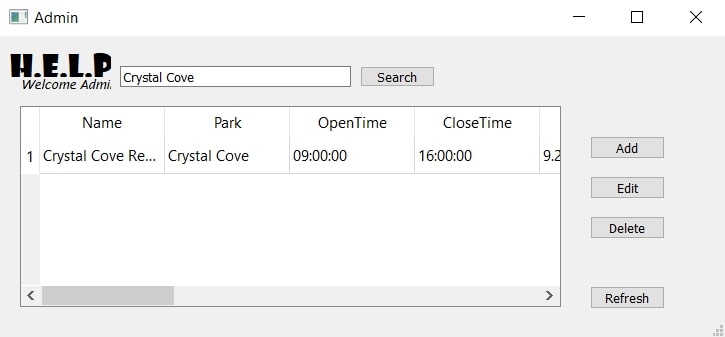 Admin
H.E.L.P
Welcome Admi
Crystal Cove
Search
Name Park OpenTime CloseTime
1 Crystal Cove Re... Crystal Cove 09:00:00 16:00:00 9.2
Add
Edit
Delete
Refresh